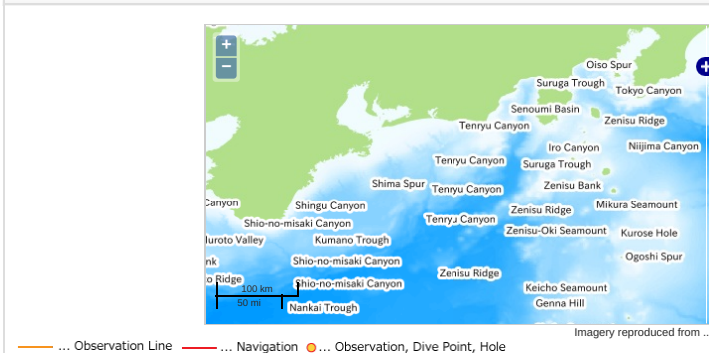 +
−
Oiso Spur
Suruga Trough
Tokyo Canyon
Senoumi Basin
Zenisu Ridge
Tenryu Canyon
Iro Canyon
Niijima Canyon
Tenryu Canyon
Suruga Trough
Shima Spur
Tenryu Canyon
Zenisu Bank
anyon
Shingu Canyon
Zenisu Ridge
Mikura Seamount
Shio-no-misaki Canyon
Tenryu Canyon
Zenisu-Oki Seamount
Kurose Hole
uroto Valley
Kumano Trough
Ogoshi Spur
nk
Shio-no-misaki Canyon
o Ridge
Zenisu Ridge
Shio-no-misaki Canyon
Keicho Seamount
100 km
50 mi
Nankai Trough
Genna Hill
Imagery reproduced from ..
... Observation Line ... Navigation ... Observation, Dive Point, Hole